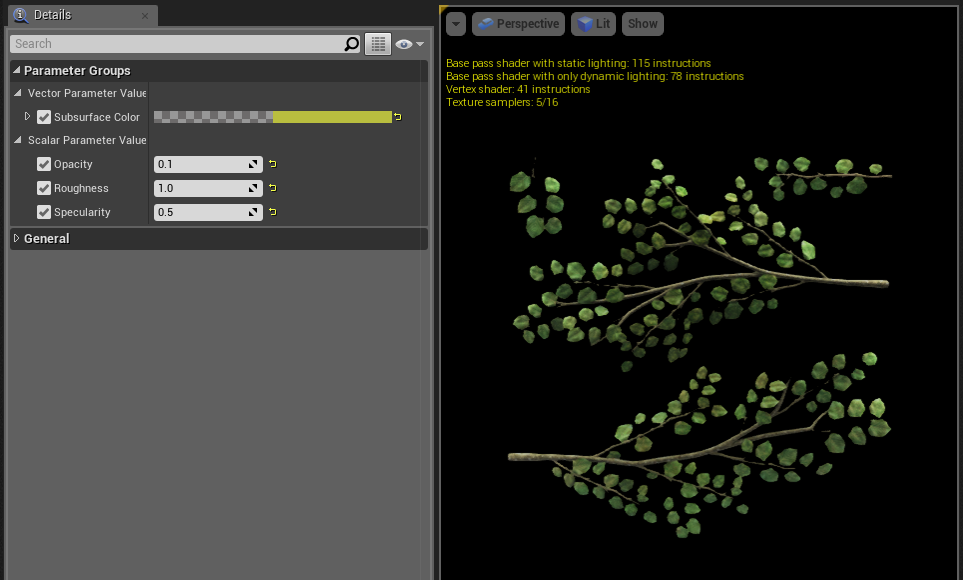 Details
Search
Parameter Groups
Vector Parameter Value
Subsurface Color
Scalar Parameter Value
Opacity 0.1
Roughness 1.0
Specularity 0.5
General
Perspective Lit Show
Base pass shader with static lighting: 115 instructions
Base pass shader with only dynamic lighting: 78 instructions
Vertex shader: 41 instructions
Texture samplers: 5/16